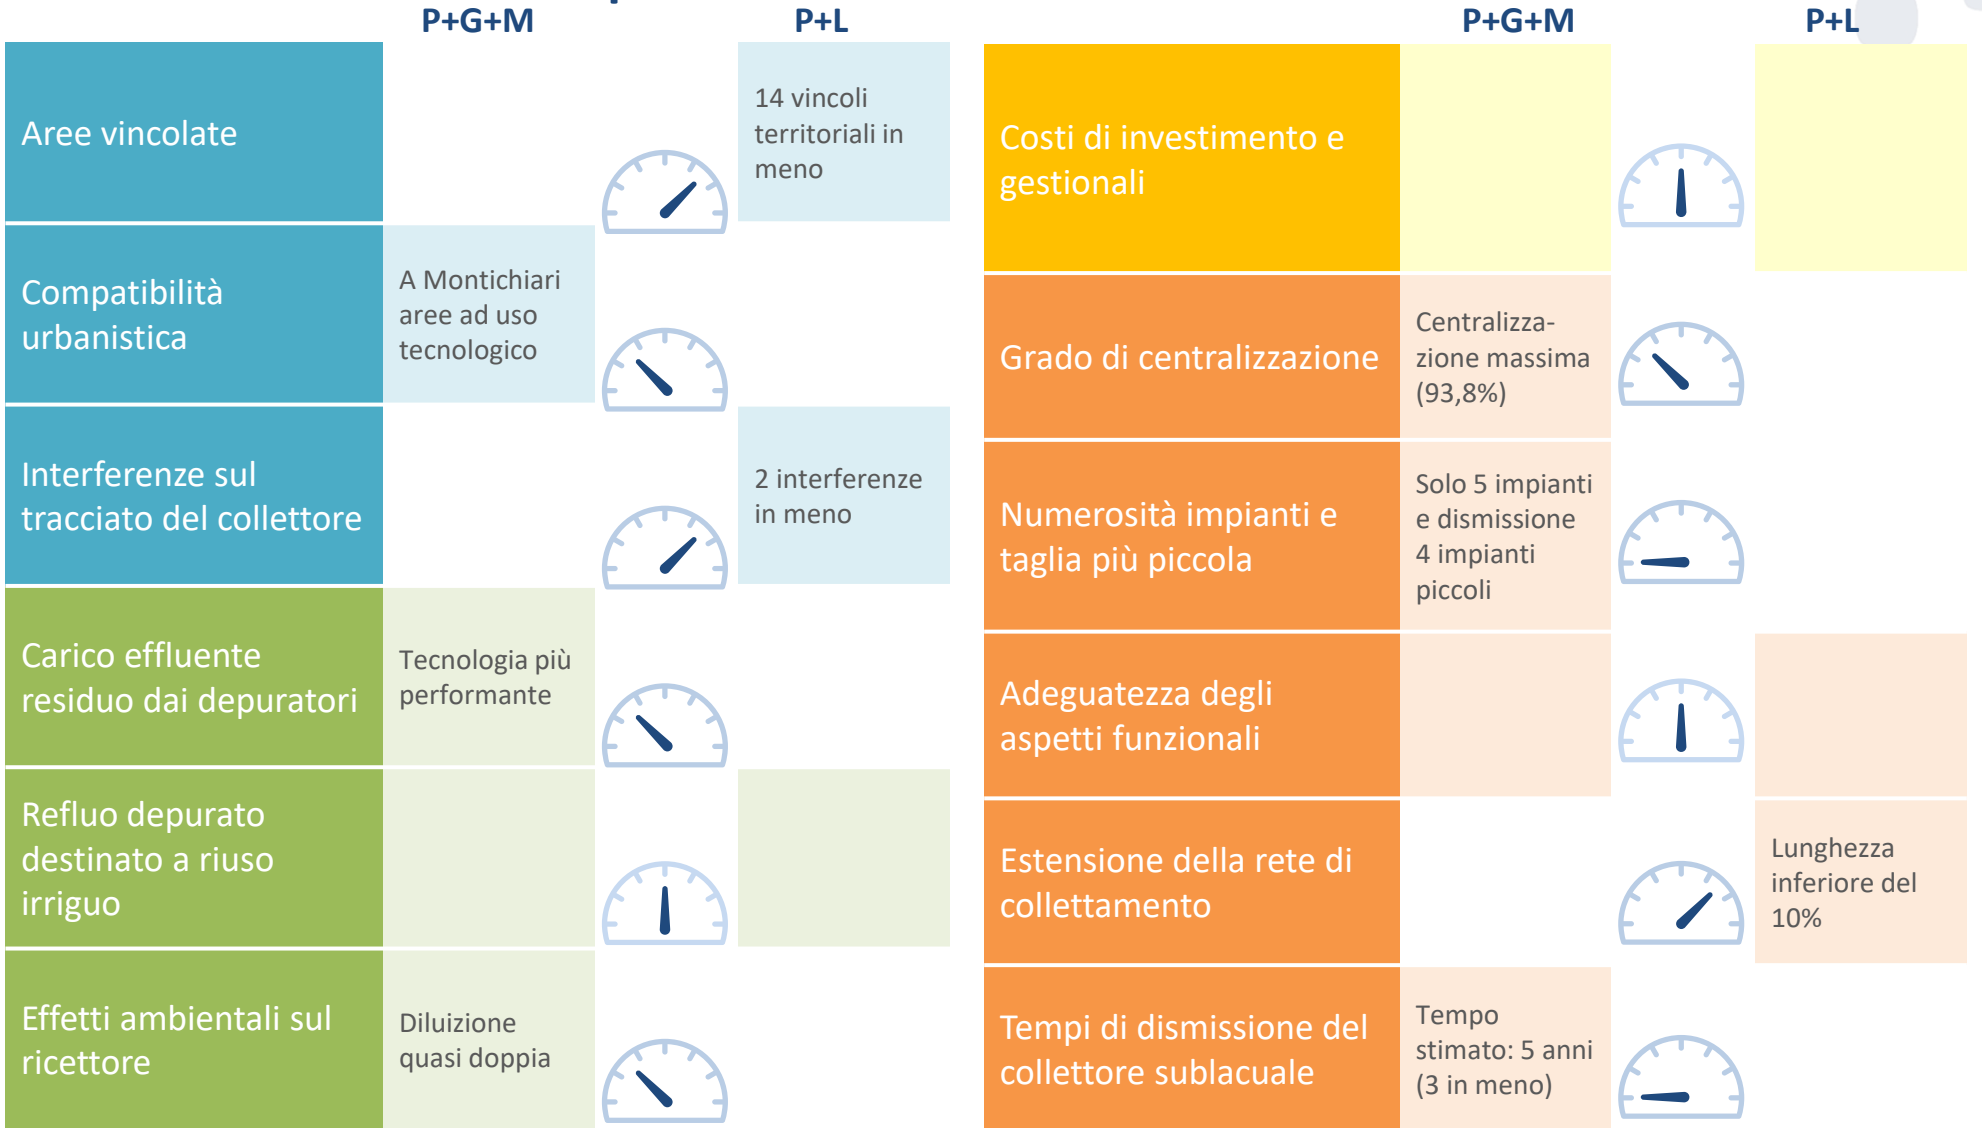 P+G+M
P+L
Aree vincolate
14 vincoli
territoriali in
meno
Compatibilità
urbanistica
A Montichiari
aree ad uso
tecnologico
Interferenze sul
tracciato del collettore
2 interferenze
in meno
Carico effluente
residuo dai depuratori
Tecnologia più
performante
Refluo depurato
destinato a riuso
irriguo
Effetti ambientali sul
ricettore
Diluizione
quasi doppia
P+G+M
P+L
Costi di investimento e
gestionali
Grado di centralizzazione
Centralizza-
zione massima
(93,8%)
Numerosità impianti e
taglia più piccola
Solo 5 impianti
e dismissione
4 impianti
piccoli
Adeguatezza degli
aspetti funzionali
Estensione della rete di
collettamento
Lunghezza
inferiore del
10%
Tempi di dismissione del
collettore sublacuale
Tempo
stimato: 5 anni
(3 in meno)